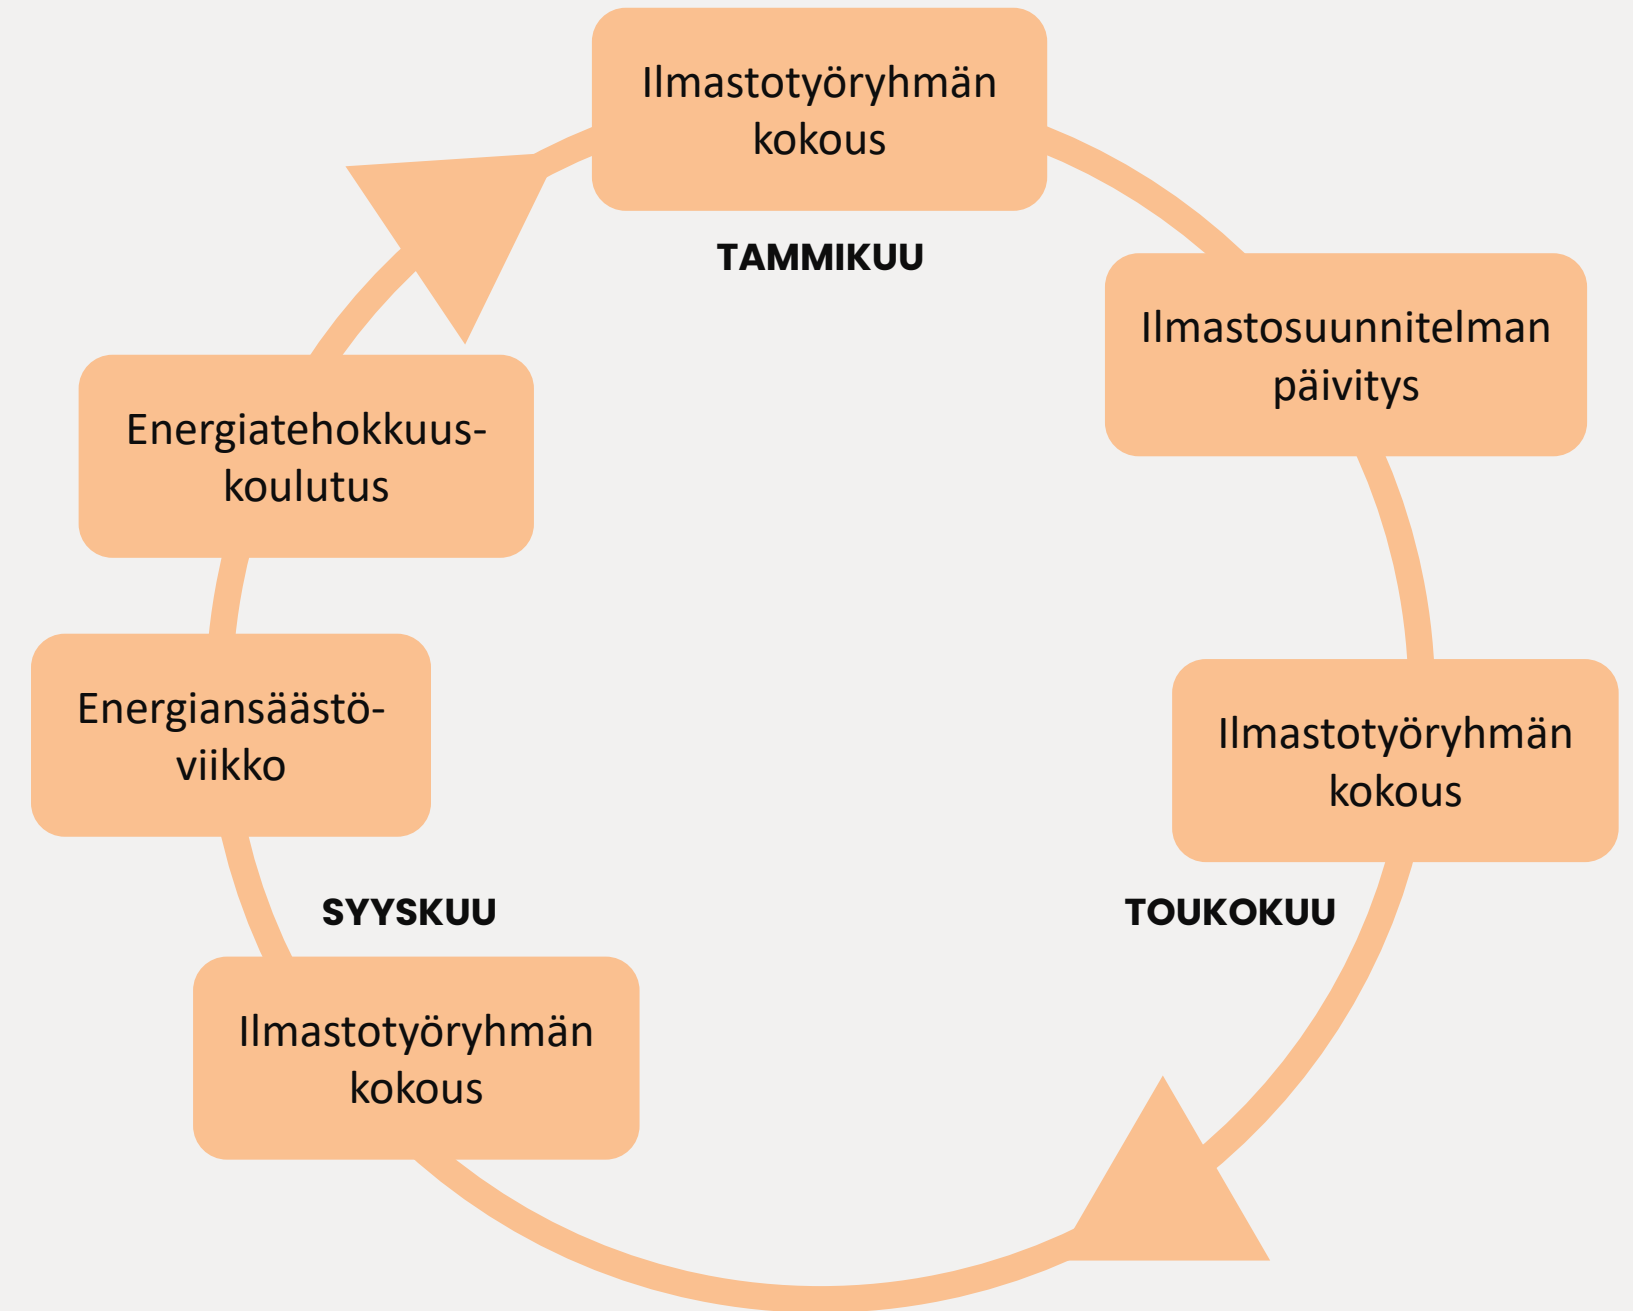 Ilmastotyöryhmän
kokous
TAMMIKUU
Ilmastosuunnitelman
päivitys
Ilmastotyöryhmän
kokous
TOUKOKUU
Ilmastotyöryhmän
kokous
SYYSKUU
Energiansäästö-
viikko
Energiatehokkuus-
koulutus